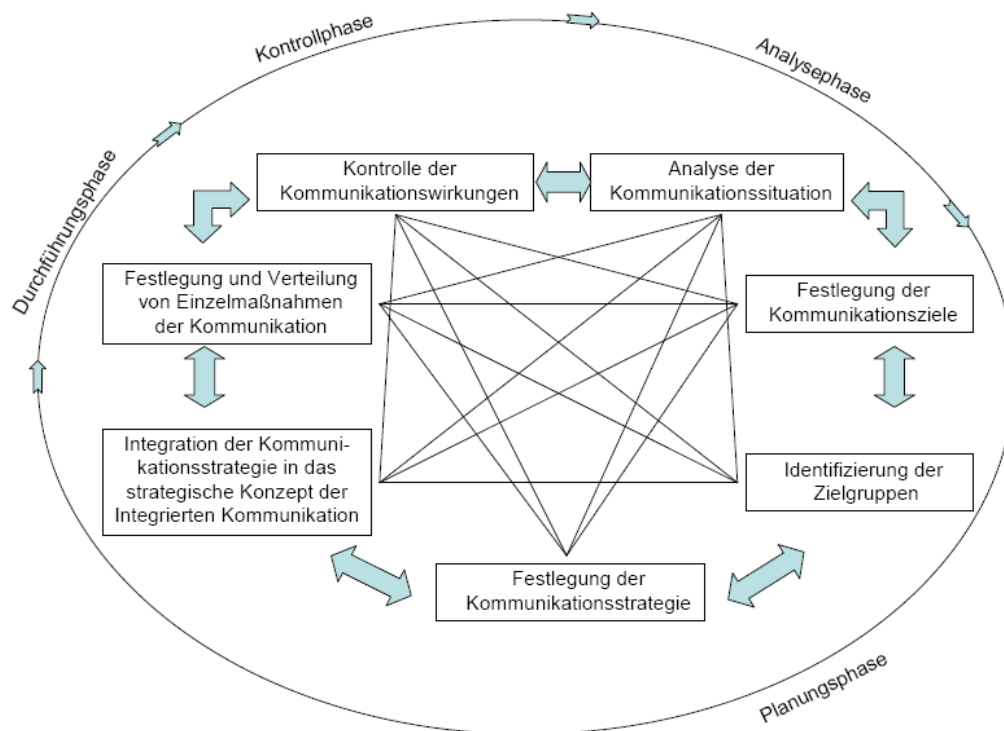 Kontrollphase
Analysephase
Durchführungsphase
Planungsphase
Kontrolle der
Kommunikationswirkungen
Analyse der
Kommunikationssituation
Festlegung und Verteilung
von Einzelmaßnahmen
der Kommunikation
Festlegung der
Kommunikationsziele
Integration der Kommuni-
kationsstrategie in das
strategische Konzept der
Integrierten Kommunikation
Identifizierung der
Zielgruppen
Festlegung der
Kommunikationsstrategie